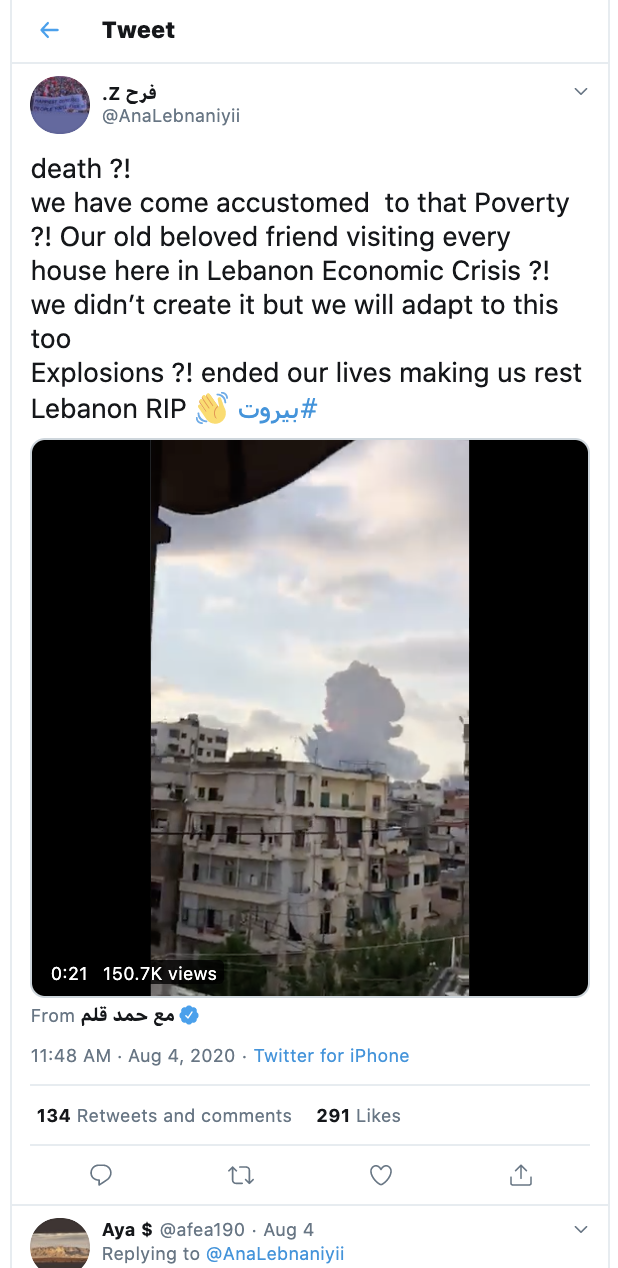 Tweet
فرح Z.
@AnaLebnaniyii
death ?!
we have come accustomed  to that Poverty
?! Our old beloved friend visiting every
house here in Lebanon Economic Crisis ?!
we didn’t create it but we will adapt to this
too
Explosions ?! ended our lives making us rest
Lebanon RIP 👋 #بيروت
0:21 150.7K views
From مع حمد قلم
11:48 AM · Aug 4, 2020 · Twitter for iPhone
134 Retweets and comments 291 Likes
Aya $ @afea190 · Aug 4
Replying to @AnaLebnaniyii